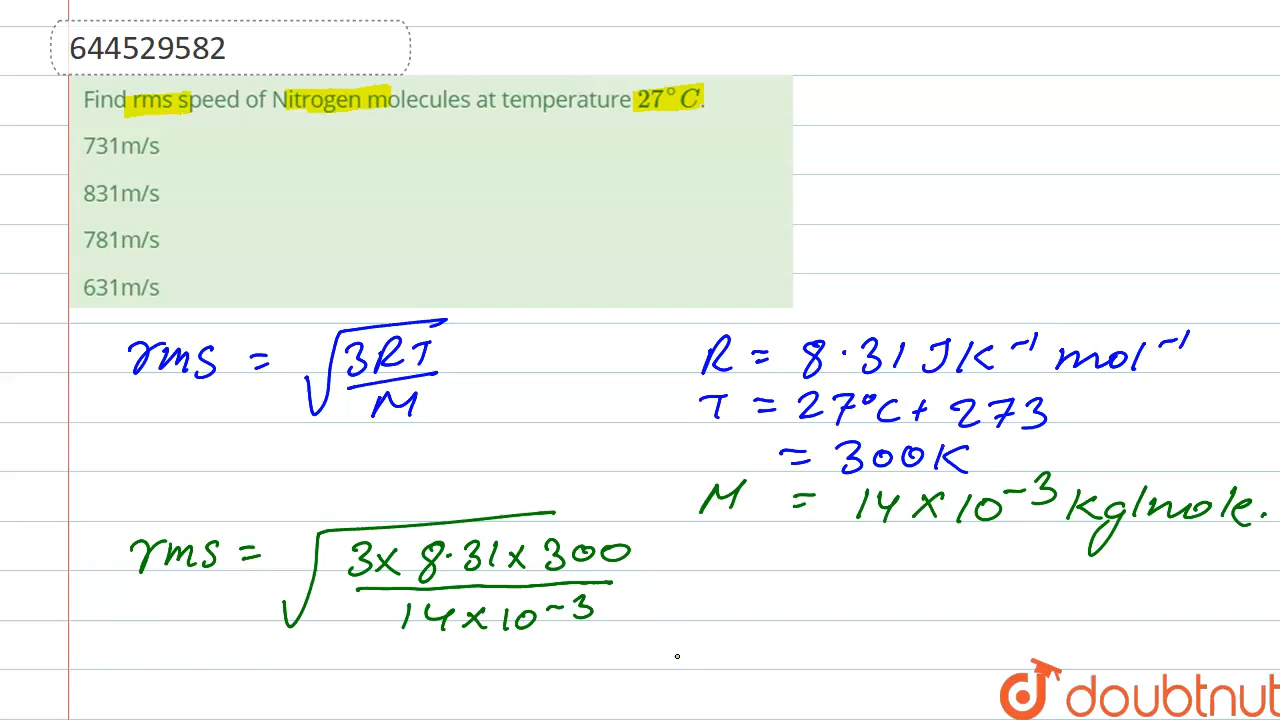 644529582
Find rms speed of Nitrogen molecules at temperature 27°C.
731m/s
831m/s
781m/s
631m/s
rms = √(3RT/M)
R = 8.31 JK⁻¹ mol⁻¹
T = 27°C + 273
= 300K
M = 14 × 10⁻³ kg/mole.
rms = √(3 × 8.31 × 300 / 14 × 10⁻³)
doubtnut